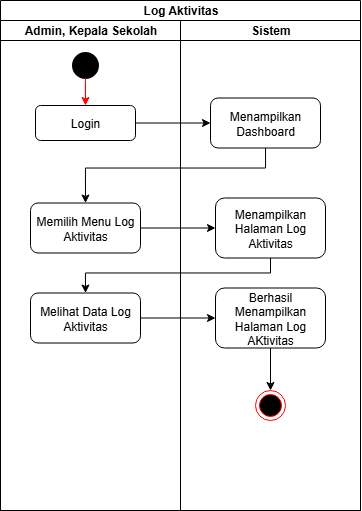 Log Aktivitas
Admin, Kepala Sekolah
Sistem
Login
Menampilkan
Dashboard
Memilih Menu Log
Aktivitas
Menampilkan
Halaman Log
Aktivitas
Melihat Data Log
Aktivitas
Berhasil
Menampilkan
Halaman Log
AKtivitas